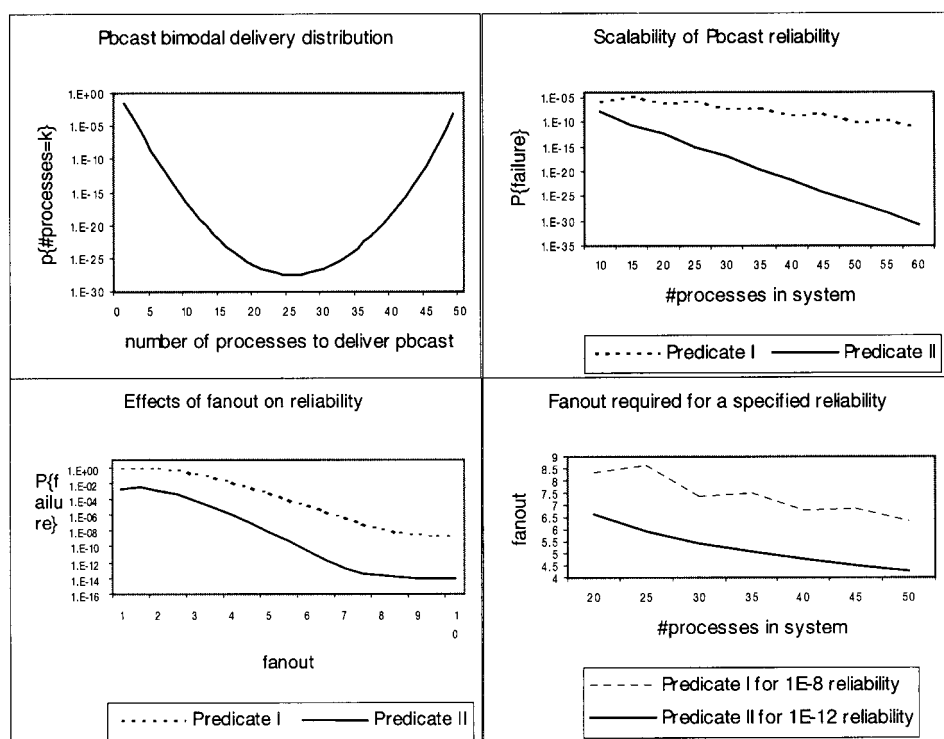 Pbcast bimodal delivery distribution
p{#processes=k}
1.E+00
1.E-05
1.E-10
1.E-15
1.E-20
1.E-25
1.E-30
0 5 10 15 20 25 30 35 40 45 50
number of processes to deliver pbcast
Scalability of Pbcast reliability
P{failure}
1.E-05
1.E-10
1.E-15
1.E-20
1.E-25
1.E-30
1.E-35
10 15 20 25 30 35 40 45 50 55 60
#processes in system
Predicate I Predicate II
Effects of fanout on reliability
P{f
ailu
re}
1.E+00
1.E-02
1.E-04
1.E-06
1.E-08
1.E-10
1.E-12
1.E-14
1.E-16
1 2 3 4 5 6 7 8 9 1
0
fanout
Predicate I Predicate II
Fanout required for a specified reliability
fanout
9
8.5
8
7.5
7
6.5
6
5.5
5
4.5
4
20 25 30 35 40 45 50
#processes in system
Predicate I for 1E-8 reliability
Predicate II for 1E-12 reliability